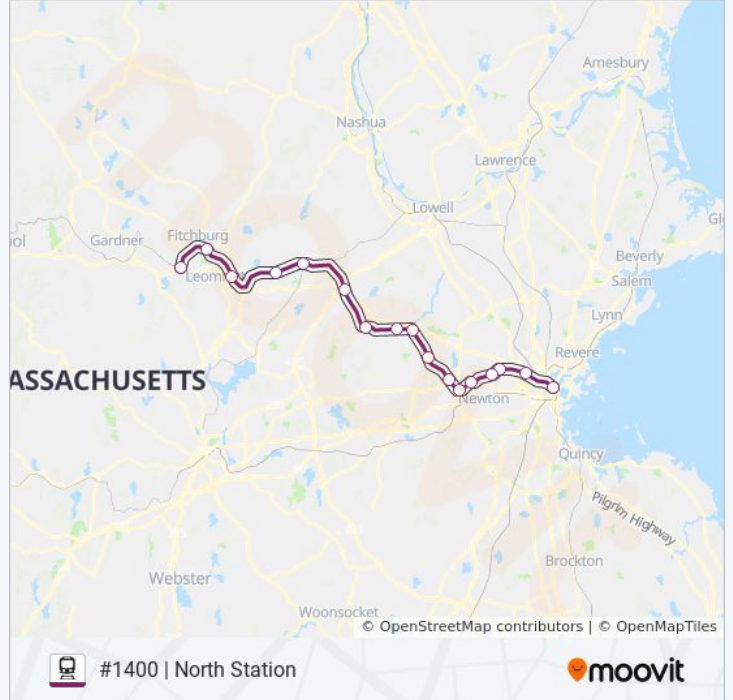 Amesbury
Nashua
Lawrence
Lowell
Gl
Fitchburg
iol
Gardner
Beverly
Leom
Salem
Lynn
Revere
ASSACHUSETTS
Newton
Quincy
Pilgrim Highway
Brockton
Webster
Woonsocket
© OpenStreetMap contributors | © OpenMapTiles
#1400 | North Station
moovit